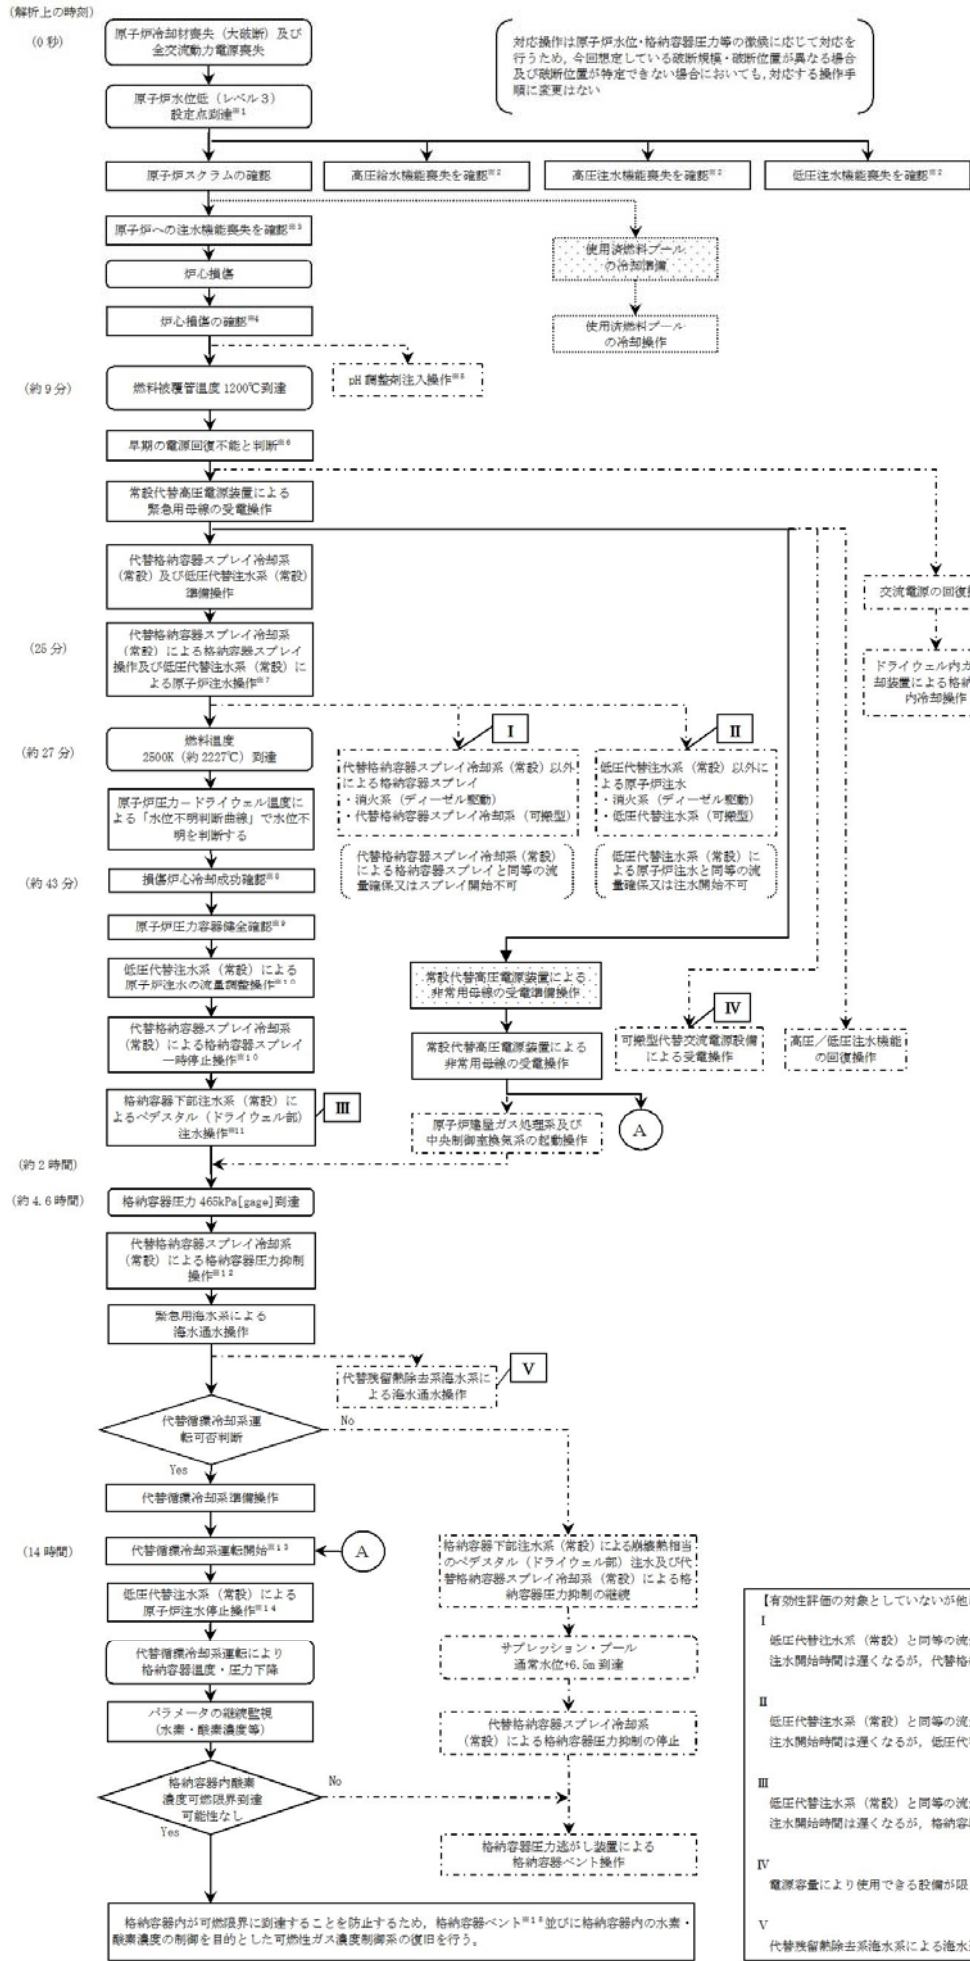 (解析上の時刻)
(0 秒)
原子炉冷却材喪失（大破断）及び
全交流動力電源喪失
対応操作は原子炉水位・格納容器圧力等の徴候に応じて対応を
行うため，今回想定している破断規模・破断位置が異なる場合
及び破断位置が特定できない場合においても，対応する操作手
順に変更はない
原子炉水位低（レベル３）
設定点到達※1
原子炉スクラムの確認
高圧給水機能喪失を確認※2
高圧注水機能喪失を確認※2
低圧注水機能喪失を確認※2
原子炉への注水機能喪失を確認※3
使用済燃料プール
の冷却準備
炉心損傷
炉心損傷の確認※4
使用済燃料プール
の冷却操作
(約 9 分)
燃料被覆管温度 1200℃到達
pH 調整剤注入操作※5
早期の電源回復不能と判断※6
常設代替高圧電源装置による
緊急用母線の受電操作
代替格納容器スプレイ冷却系
（常設）及び低圧代替注水系（常設）
準備操作
交流電源の回復
(25 分)
代替格納容器スプレイ冷却系
（常設）による格納容器スプレイ
操作及び低圧代替注水系（常設）に
よる原子炉注水操作※7
ドライウェル内ガ
却装置による格納
内冷却操作
(約 27 分)
燃料温度
2500K（約 2227℃）到達
Ⅰ
Ⅱ
代替格納容器スプレイ冷却系（常設）以外
による格納容器スプレイ
・消火系（ディーゼル駆動）
・代替格納容器スプレイ冷却系（可搬型）
低圧代替注水系（常設）以外に
よる原子炉注水
・消火系（ディーゼル駆動）
・低圧代替注水系（可搬型）
原子炉圧力－ドライウェル温度に
よる「水位不明判断曲線」で水位不
明を判断する
代替格納容器スプレイ冷却系（常設）
による格納容器スプレイと同等の流
量確保又はスプレイ開始不可
低圧代替注水系（常設）に
よる原子炉注水と同等の流
量確保又は注水開始不可
(約 43 分)
損傷炉心冷却成功確認※8
原子炉圧力容器健全確認※9
低圧代替注水系（常設）による
原子炉注水の流量調整操作※10
常設代替高圧電源装置による
非常用母線の受電準備操作
Ⅳ
代替格納容器スプレイ冷却系
（常設）による格納容器スプレイ
一時停止操作※10
常設代替高圧電源装置による
非常用母線の受電操作
可搬型代替交流電源設備
による受電操作
高圧／低圧注水機能
の回復操作
格納容器下部注水系（常設）に
よるペデスタル（ドライウェル部）
注水操作※11
Ⅲ
A
原子炉建屋ガス処理系及び
中央制御室換気系の起動操作
(約 2 時間)
(約 4.6 時間)
格納容器圧力 465kPa[gage]到達
代替格納容器スプレイ冷却系
（常設）による格納容器圧力抑制
操作※12
緊急用海水系による
海水通水操作
代替残留熱除去系海水系に
よる海水通水操作
Ⅴ
代替循環冷却系運
転可否判断
No
Yes
代替循環冷却系準備操作
(14 時間)
代替循環冷却系運転開始※13
A
格納容器下部注水系（常設）による崩壊熱相当
のペデスタル（ドライウェル部）注水及び代
替格納容器スプレイ冷却系（常設）による格
納容器圧力抑制の継続
低圧代替注水系（常設）による
原子炉注水停止操作※14
代替循環冷却系運転により
格納容器温度・圧力下降
サプレッション・プール
通常水位+6.5m 到達
パラメータの継続監視
（水素・酸素濃度等）
代替格納容器スプレイ冷却系
（常設）による格納容器圧力抑制の停止
格納容器内酸素
濃度可燃限界到達
可能性なし
No
Yes
格納容器圧力逃がし装置による
格納容器ベント操作
格納容器内が可燃限界に到達することを防止するため，格納容器ベント※15並びに格納容器内の水素・
酸素濃度の制御を目的とした可燃性ガス濃度制御系の復旧を行う。
【有効性評価の対象としていないが他
Ⅰ
低圧代替注水系（常設）と同等の流
注水開始時間は遅くなるが，代替格
Ⅱ
低圧代替注水系（常設）と同等の流
注水開始時間は遅くなるが，低圧代
Ⅲ
低圧代替注水系（常設）と同等の流
注水開始時間は遅くなるが，格納容
Ⅳ
電源容量により使用できる設備が限
Ⅴ
代替残留熱除去系海水系による海水